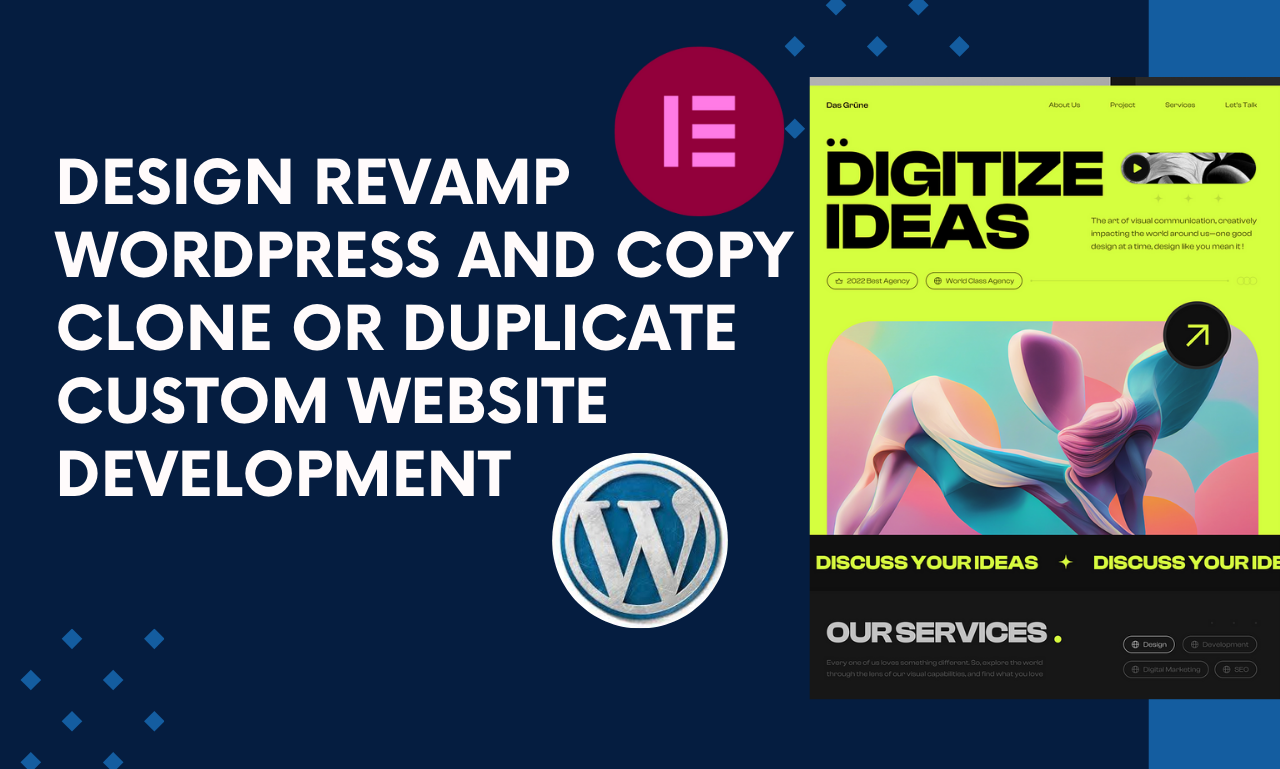 DESIGN REVAMP
WORDPRESS AND COPY
CLONE OR DUPLICATE
CUSTOM WEBSITE
DEVELOPMENT
Das Grüne
About Us
Project
Services
Let's Talk
DIGITIZE
IDEAS
The art of visual communication, creatively
impacting the world around us—one good
design at a time, design like you mean it !
2022 Best Agency
World Class Agency
DISCUSS YOUR IDEAS
DISCUSS YOUR IDE
OUR SERVICES .
Every one of us loves something different. So, explore the world
through the lens of our visual capabilities, and find what you love
Design
Development
Digital Marketing
SEO